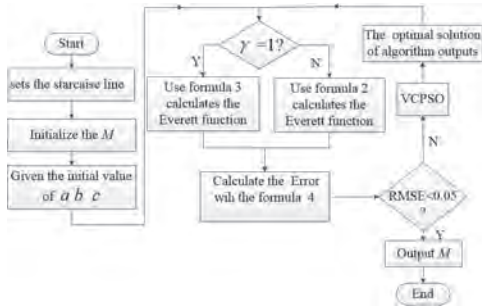 Start
sets the starcaise line
Initialize the M
Given the initial value
of a b c
γ =1?
Y
N
Use formula 3
calculates the
Everett function
Use formula 2
calculates the
Everett function
Calculate the Error
wih the formula 4
The optimal solution
of algorithm outputs
VCPSO
N
RMSE<0.05
?
Y
Output M
End